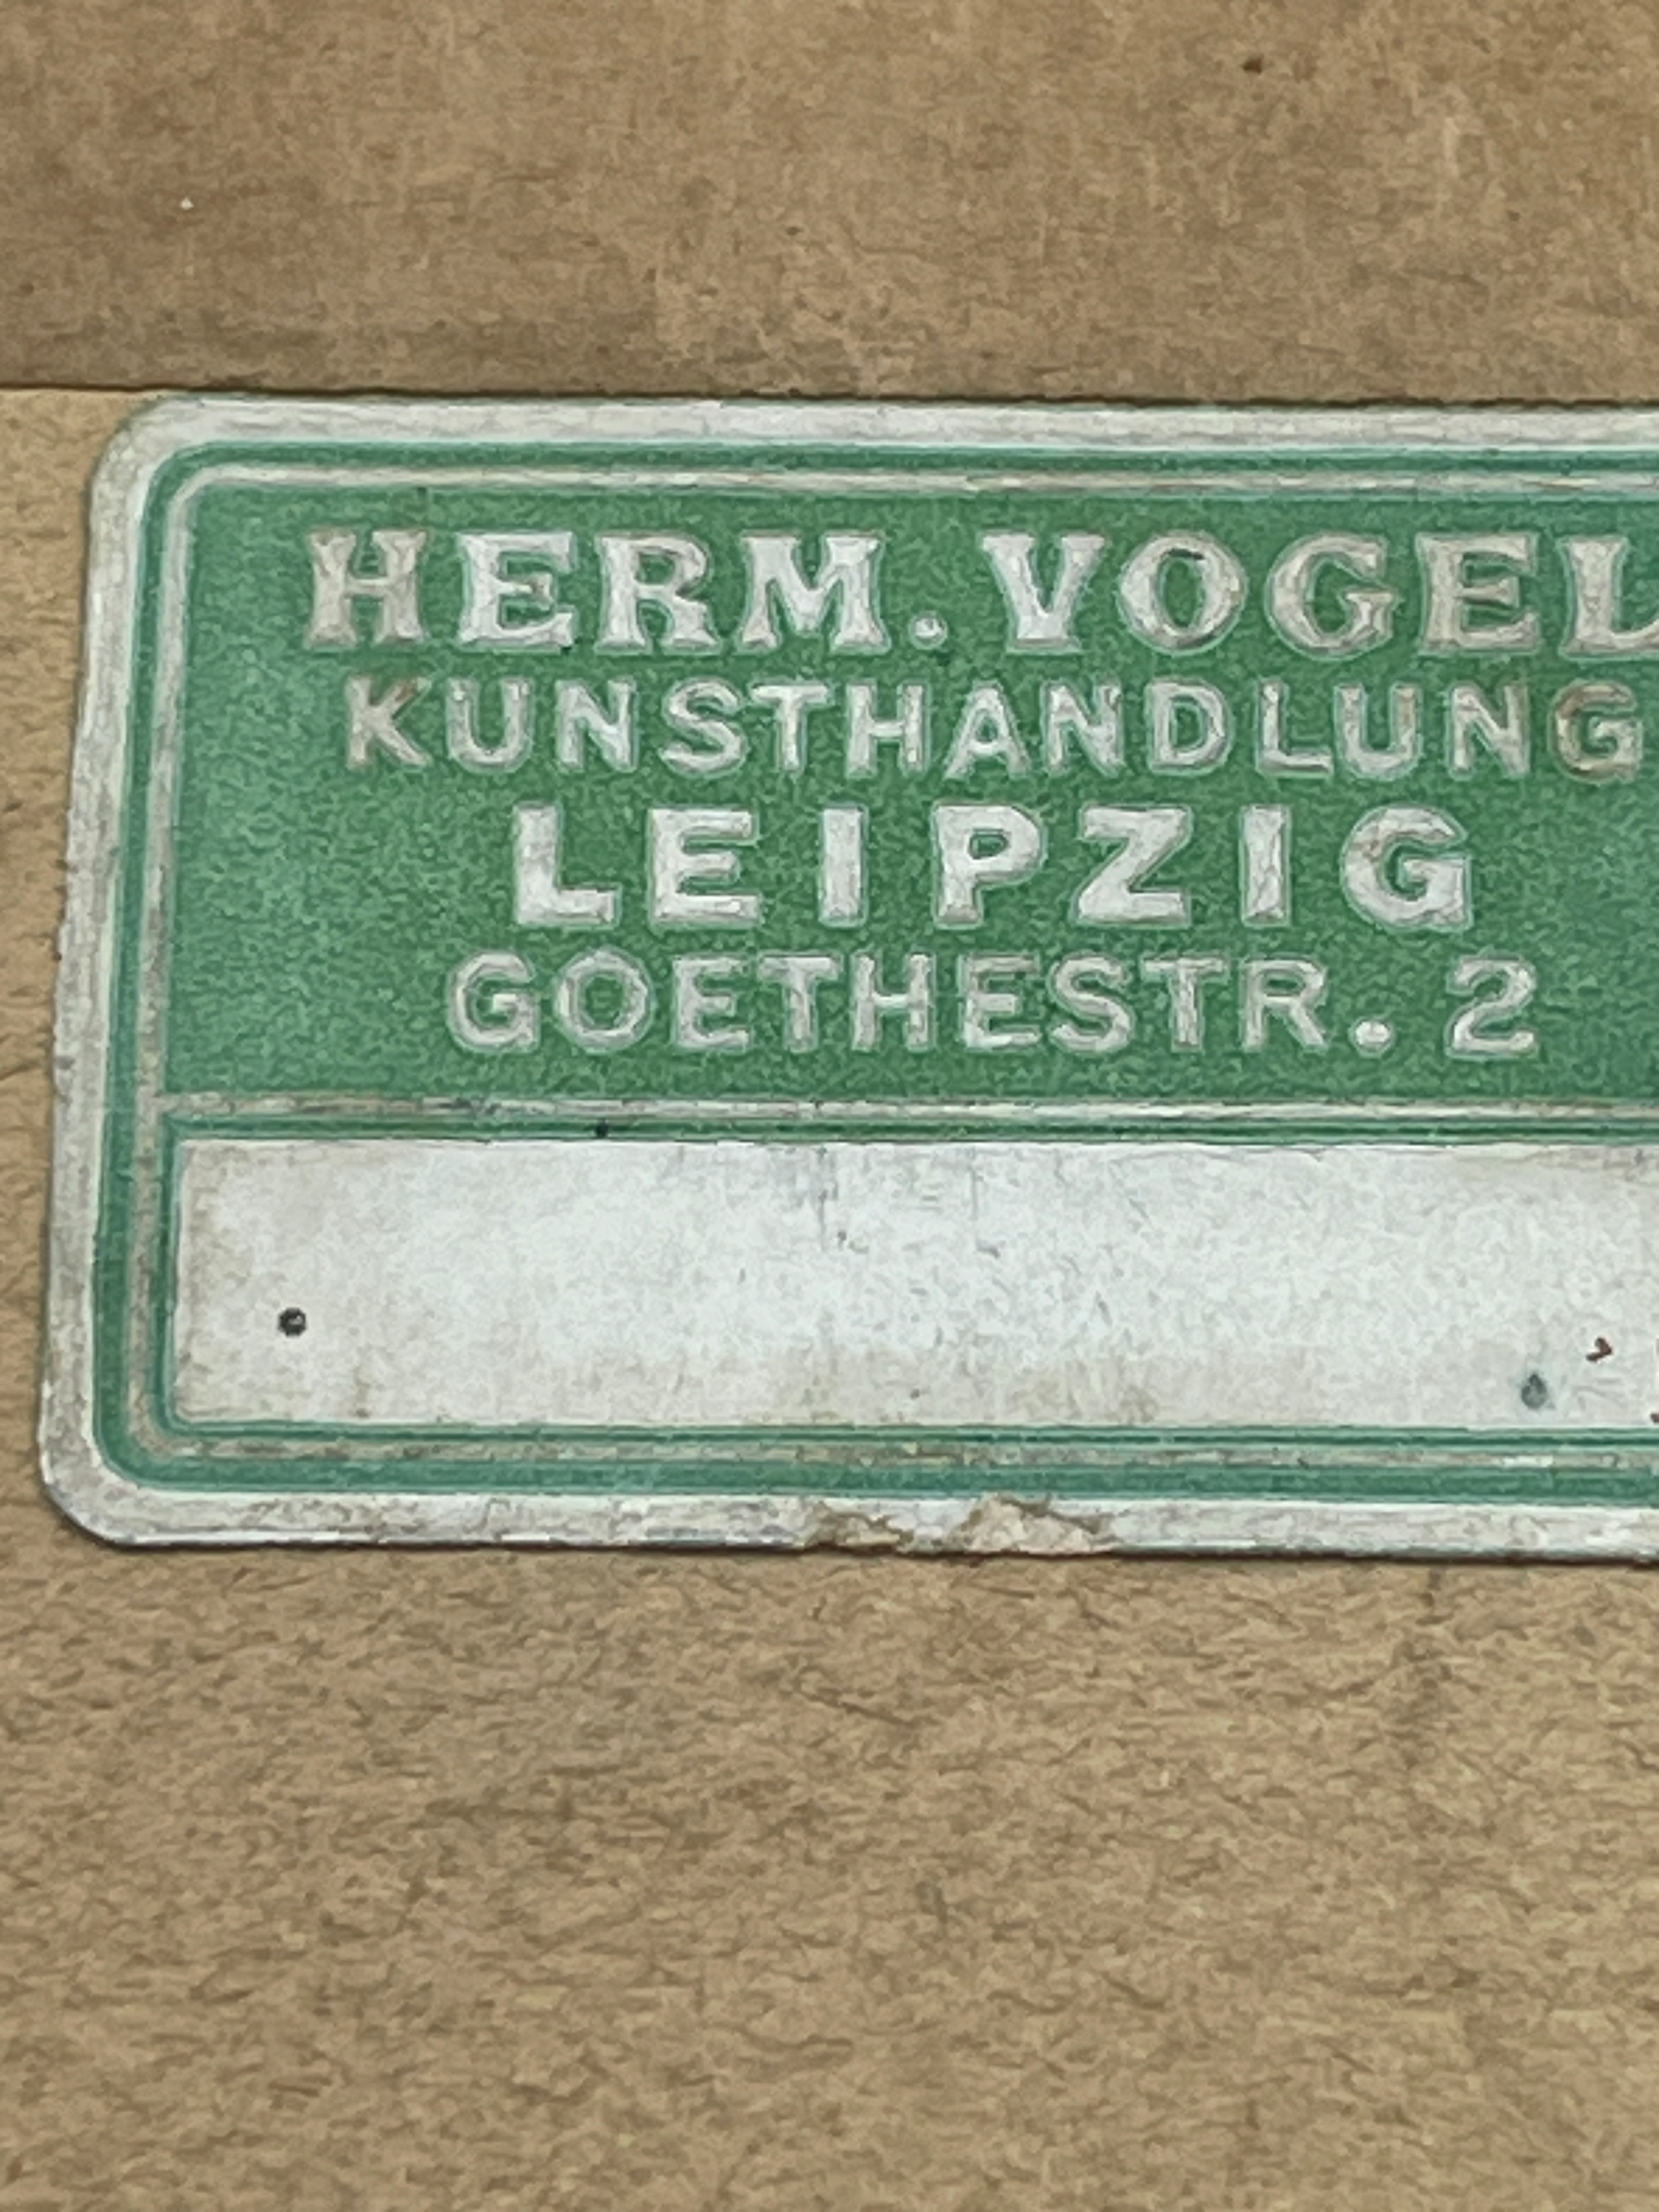 HERM. VOGEL
KUNSTHANDLUNG
LEIPZIG
GOETHESTR. 2